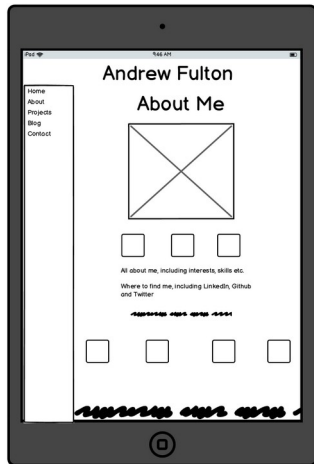 iPad 9:46 AM
Andrew Fulton
About Me
Home
About
Projects
Blog
Contact
All about me, including interests, skills etc.
Where to find me, including LinkedIn, Github
and Twitter